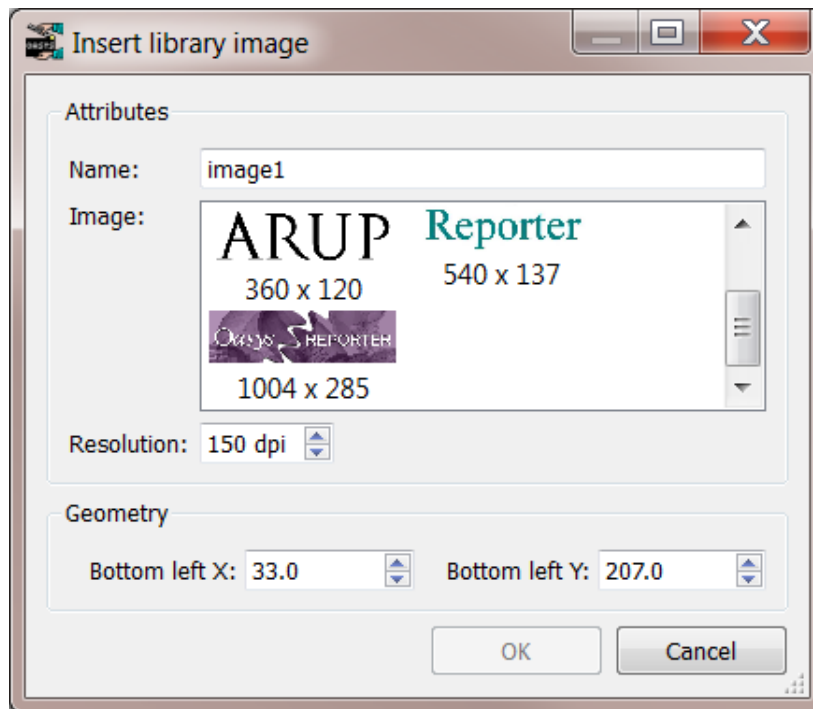 Insert library image
Attributes
Name: image1
Image:
ARUP
360 x 120
Reporter
540 x 137
Oasys REPORTER
1004 x 285
Resolution: 150 dpi
Geometry
Bottom left X: 33.0 Bottom left Y: 207.0
OK Cancel